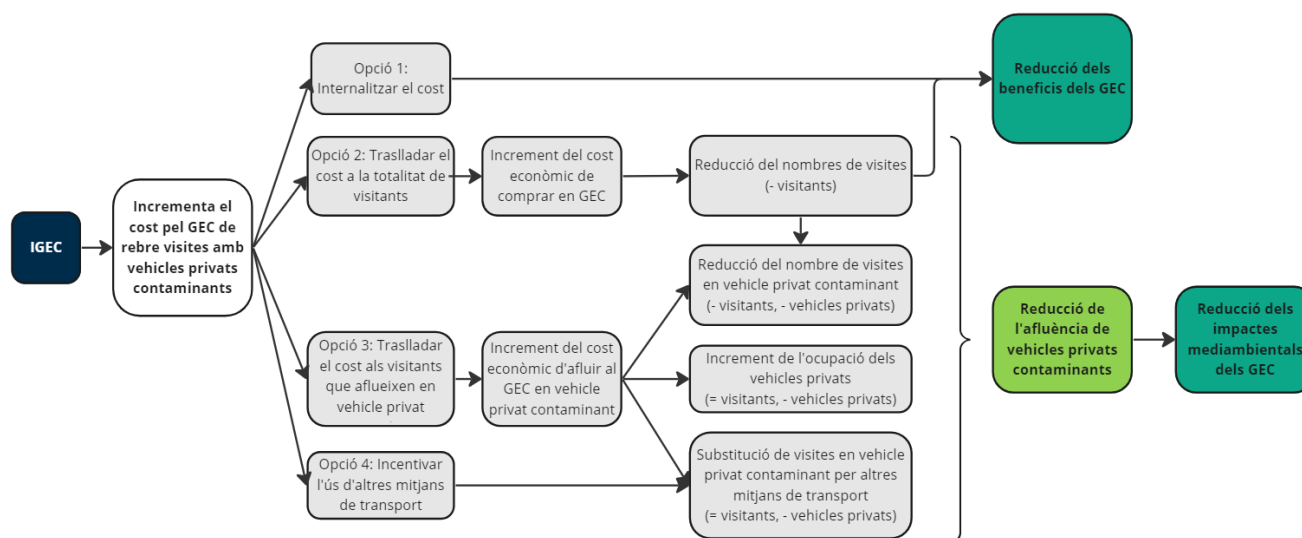 IGEC
Incrementa el
cost pel GEC de
rebre visites amb
vehicles privats
contaminants
Opció 1:
Internalitzar el cost
Opció 2: Traslladar el
cost a la totalitat de
visitants
Opció 3: Traslladar
el cost als visitants
que aflueixen en
vehicle privat
Opció 4: Incentivar
l'ús d'altres mitjans
de transport
Increment del cost
econòmic de
comprar en GEC
Increment del cost
econòmic d'afluir al
GEC en vehicle
privat contaminant
Reducció del nombres de visites
(- visitants)
Reducció del nombre de visites
en vehicle privat contaminant
(- visitants, - vehicles privats)
Increment de l'ocupació dels
vehicles privats
(= visitants, - vehicles privats)
Substitució de visites en vehicle
privat contaminant per altres
mitjans de transport
(= visitants, - vehicles privats)
Reducció dels
beneficis dels GEC
Reducció de
l'afluència de
vehicles privats
contaminants
Reducció dels
impactes
mediambientals
dels GEC